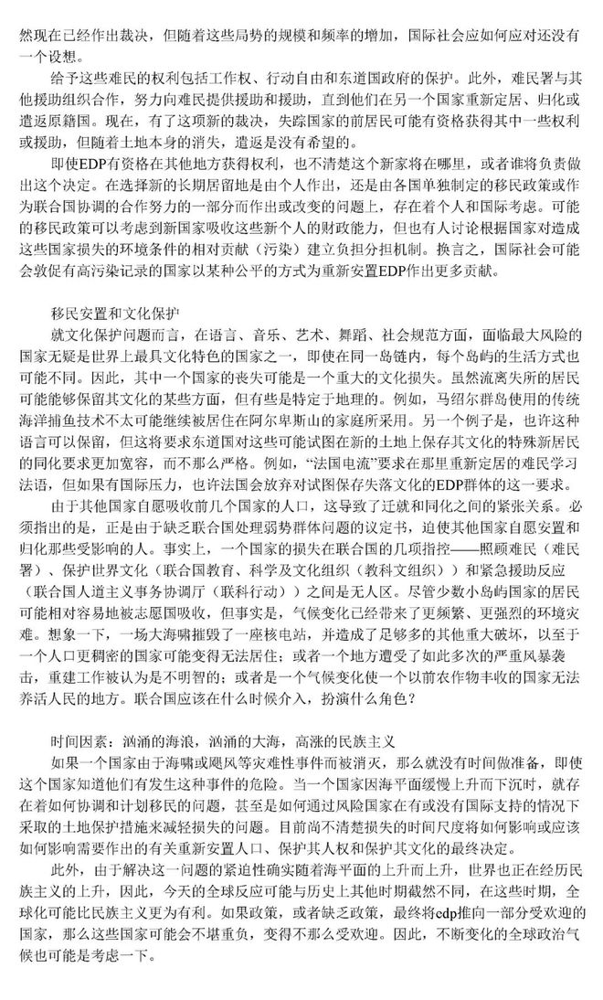 然现在已经作出裁决，但随着这些局势的规模和频率的增加，国际社会应如何应对还没有
一个设想。
给予这些难民的权利包括工作权、行动自由和东道国政府的保护。此外，难民署与其
他援助组织合作，努力向难民提供援助和援助，直到他们在另一个国家重新定居、归化或
遣返原籍国。现在，有了这项新的裁决，失踪国家的前居民可能有资格获得其中一些权利
或援助，但随着土地本身的消失，遣返是没有希望的。
即使EDP有资格在其他地方获得权利，也不清楚这个新家将在哪里，或者谁将负责做
出这个决定。在选择新的长期居留地是由个人作出，还是由各国单独制定的移民政策或作
为联合国协调的合作努力的一部分而作出或改变的问题上，存在着个人和国际考虑。可能
的移民政策可以考虑到新国家吸收这些新个人的财政能力，但也有人讨论根据国家对造成
这些国家损失的环境条件的相对贡献（污染）建立负担分担机制。换言之，国际社会可能
会敦促有高污染记录的国家以某种公平的方式为重新安置EDP作出更多贡献。
移民安置和文化保护
就文化保护问题而言，在语言、音乐、艺术、舞蹈、社会规范方面，面临最大风险的
国家无疑是世界上最具文化特色的国家之一，即使在同一岛链内，每个岛屿的生活方式也
可能不同。因此，其中一个国家的丧失可能是一个重大的文化损失。虽然流离失所的居民
可能能够保留其文化的某些方面，但有些是特定于地理的。例如，马绍尔群岛使用的传统
海洋捕鱼技术不太可能继续被居住在阿尔卑斯山的家庭所采用。另一个例子是，也许这种
语言可以保留，但这将要求东道国对这些可能试图在新的土地上保存其文化的特殊新居民
的同化要求更加宽容，而不那么严格。例如，“法国电流”要求在那里重新定居的难民学习
法语，但如果有国际压力，也许法国会放弃对试图保存失落文化的EDP群体的这一要求。
由于其他国家自愿吸收前几个国家的人口，这导致了迁就和同化之间的紧张关系。必
须指出的是，正是由于缺乏联合国处理弱势群体问题的议定书，迫使其他国家自愿安置和
归化那些受影响的人。事实上，一个国家的损失在联合国的几项指控——照顾难民（难民
署）、保护世界文化（联合国教育、科学及文化组织（教科文组织））和紧急援助反应
（联合国人道主义事务协调厅（联科行动））之间是无人区。尽管少数小岛屿国家的居民
可能相对容易地被志愿国吸收，但事实是，气候变化已经带来了更频繁、更强烈的环境灾
难。想象一下，一场大海啸摧毁了一座核电站，并造成了足够多的其他重大破坏，以至于
一个人口更稠密的国家可能变得无法居住；或者一个地方遭受了如此多次的严重风暴袭
击，重建工作被认为是不明智的；或者是一个气候变化使一个以前农作物丰收的国家无法
养活人民的地方。联合国应该在什么时候介入，扮演什么角色？
时间因素：汹涌的海浪，汹涌的大海，高涨的民族主义
如果一个国家由于海啸或飓风等灾难性事件而被消灭，那么就没有时间做准备，即使
这个国家知道他们有发生这种事件的危险。当一个国家因海平面缓慢上升而下沉时，就存
在着如何协调和计划移民的问题，甚至是如何通过风险国家在有或没有国际支持的情况下
采取的土地保护措施来减轻损失的问题。目前尚不清楚损失的时间尺度将如何影响或应该
如何影响需要作出的有关重新安置人口、保护其人权和保护其文化的最终决定。
此外，由于解决这一问题的紧迫性确实随着海平面的上升而上升，世界也正在经历民
族主义的上升，因此，今天的全球反应可能与历史上其他时期截然不同，在这些时期，全
球化可能比民族主义更为有利。如果政策，或者缺乏政策，最终将edp推向一部分受欢迎的
国家，那么这些国家可能会不堪重负，变得不那么受欢迎。因此，不断变化的全球政治气
候也可能是考虑一下。